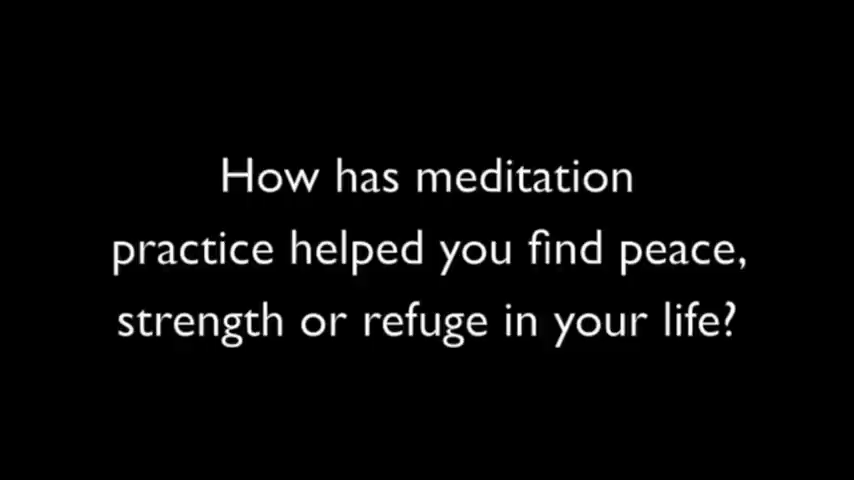 How has meditation
practice helped you find peace,
strength or refuge in your life?